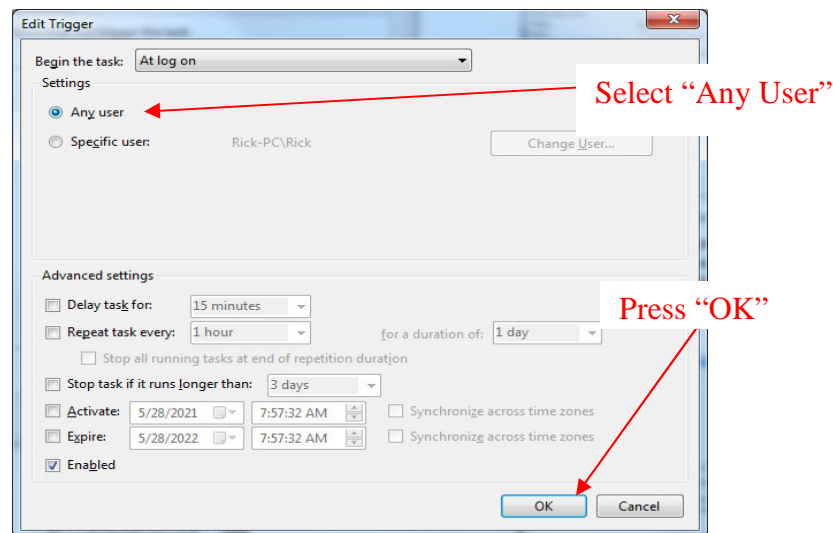 Edit Trigger
Begin the task: At log on
Settings
Any user
Select “Any User”
Specific user: Rick-PC\Rick Change User...
Advanced settings
Delay task for: 15 minutes
Press “OK”
Repeat task every: 1 hour for a duration of: 1 day
Stop all running tasks at end of repetition duration
Stop task if it runs longer than: 3 days
Activate: 5/28/2021 7:57:32 AM Synchronize across time zones
Expire: 5/28/2022 7:57:32 AM Synchronize across time zones
Enabled
OK Cancel